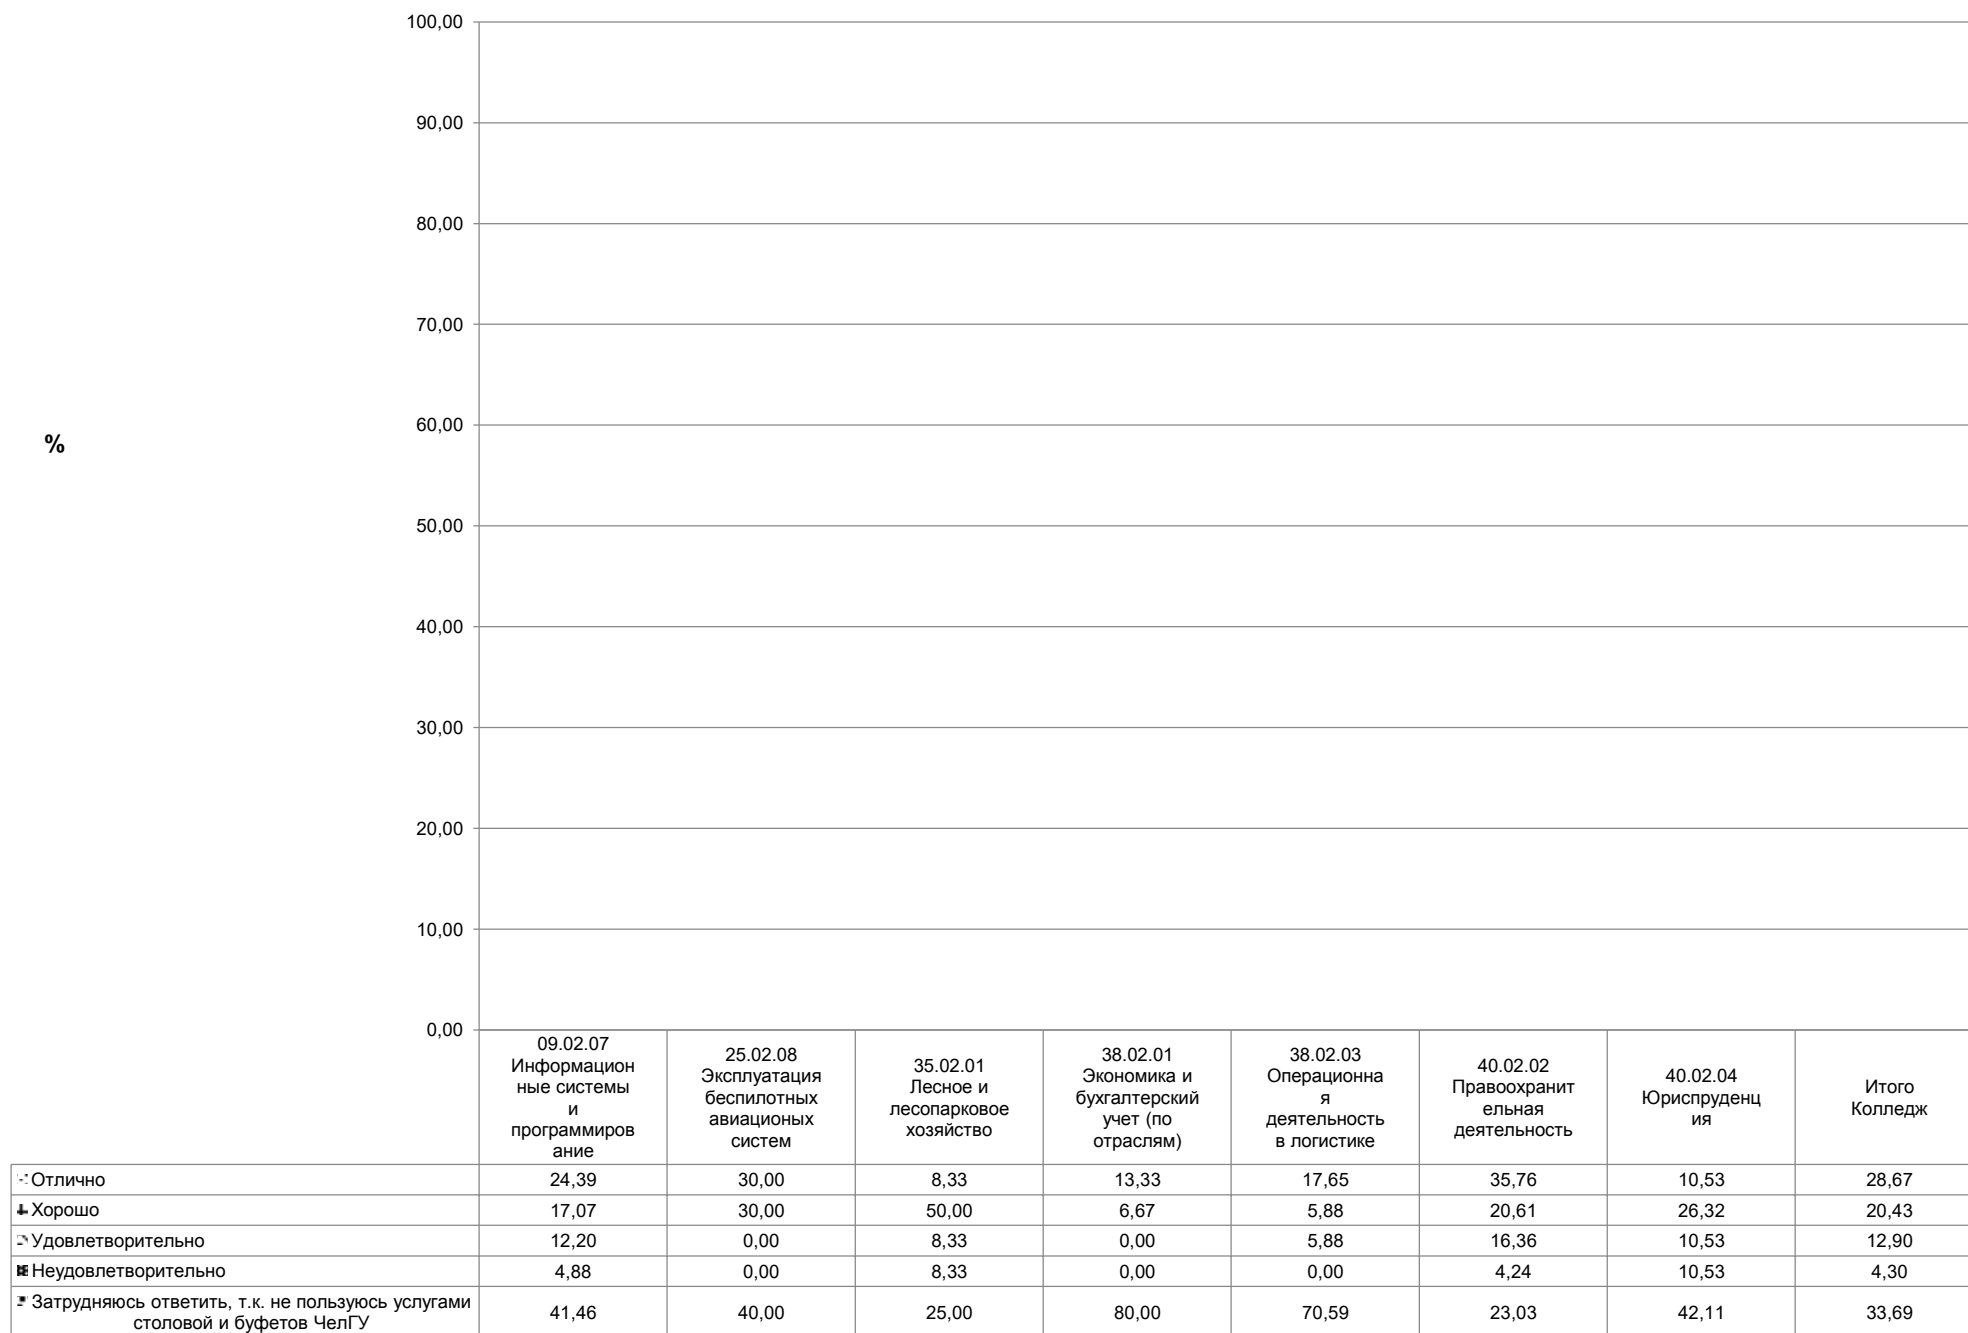 100,00
90,00
80,00
70,00
60,00
%
50,00
40,00
30,00
20,00
10,00
0,00
09.02.07
Информацион
ные системы
и
программиров
ание
25.02.08
Эксплуатация
беспилотных
авиационых
систем
35.02.01
Лесное и
лесопарковое
хозяйство
38.02.01
Экономика и
бухгалтерский
учет (по
отраслям)
38.02.03
Операционна
я
деятельность
в логистике
40.02.02
Правоохранит
ельная
деятельность
40.02.04
Юриспруденц
ия
Итого
Колледж
Отлично 24,39 30,00 8,33 13,33 17,65 35,76 10,53 28,67
Хорошо 17,07 30,00 50,00 6,67 5,88 20,61 26,32 20,43
Удовлетворительно 12,20 0,00 8,33 0,00 5,88 16,36 10,53 12,90
Неудовлетворительно 4,88 0,00 8,33 0,00 0,00 4,24 10,53 4,30
Затрудняюсь ответить, т.к. не пользуюсь услугами
столовой и буфетов ЧелГУ
41,46 40,00 25,00 80,00 70,59 23,03 42,11 33,69